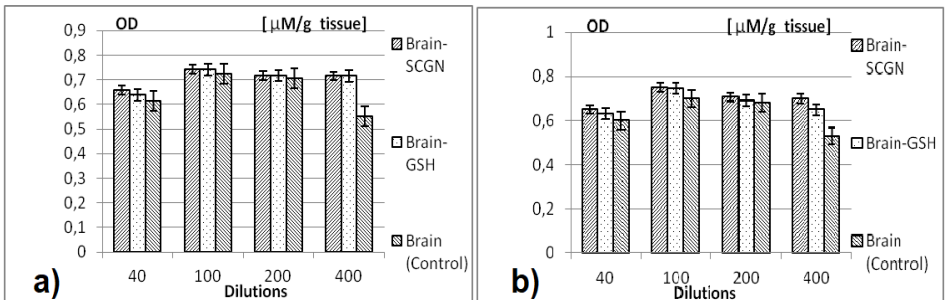 OD [ µM/g tissue]
0,9
0,8
0,7
0,6
0,5
0,4
0,3
0,2
0,1
0
40 100 200 400
Dilutions
Brain-
SCGN
Brain-
GSH
Brain
(Control)
a)
OD [ µM/g tissue]
1
0,8
0,6
0,4
0,2
0
40 100 200 400
Dilutions
Brain-
SCGN
Brain-GSH
Brain
(Control)
b)